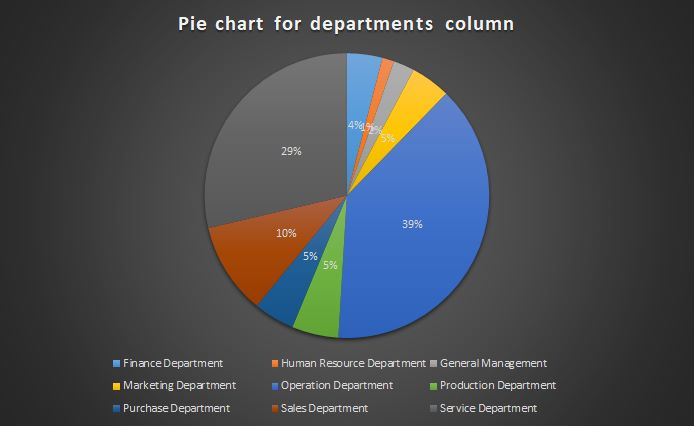 Pie chart for departments column
4%
1%
2%
5%
29%
39%
10%
5%
5%
Finance Department
Human Resource Department
General Management
Marketing Department
Operation Department
Production Department
Purchase Department
Sales Department
Service Department